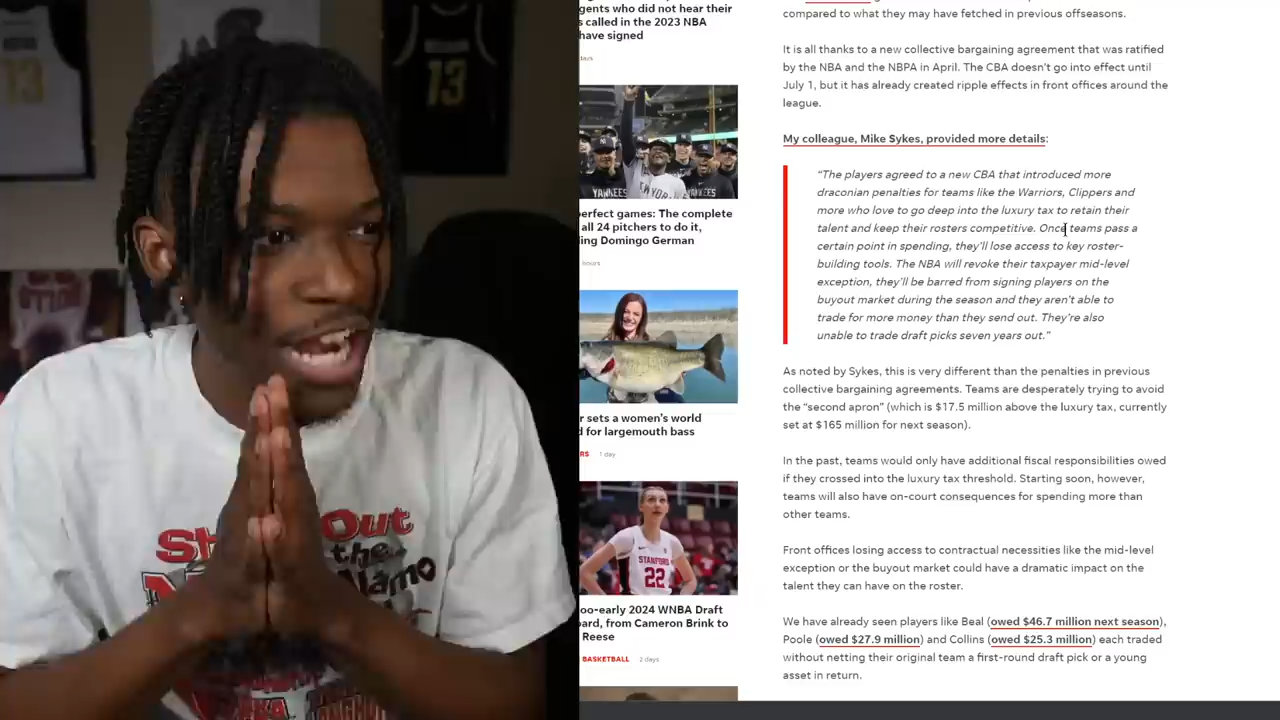 gents who did not hear their
s called in the 2023 NBA
have signed
days
YANKEES
YANKEES
erfect games: The complete
all 24 pitchers to do it,
ing Domingo German
hours
r sets a women's world
d for largemouth bass
RS 1 day
STANFORD
22
oo-early 2024 WNBA Draft
oard, from Cameron Brink to
Reese
BASKETBALL 2 days
compared to what they may have fetched in previous offseasons.
It is all thanks to a new collective bargaining agreement that was ratified
by the NBA and the NBPA in April. The CBA doesn't go into effect until
July 1, but it has already created ripple effects in front offices around the
league.
My colleague, Mike Sykes, provided more details:
“The players agreed to a new CBA that introduced more
draconian penalties for teams like the Warriors, Clippers and
more who love to go deep into the luxury tax to retain their
talent and keep their rosters competitive. Once teams pass a
certain point in spending, they'll lose access to key roster-
building tools. The NBA will revoke their taxpayer mid-level
exception, they'll be barred from signing players on the
buyout market during the season and they aren't able to
trade for more money than they send out. They're also
unable to trade draft picks seven years out.”
As noted by Sykes, this is very different than the penalties in previous
collective bargaining agreements. Teams are desperately trying to avoid
the “second apron” (which is $17.5 million above the luxury tax, currently
set at $165 million for next season).
In the past, teams would only have additional fiscal responsibilities owed
if they crossed into the luxury tax threshold. Starting soon, however,
teams will also have on-court consequences for spending more than
other teams.
Front offices losing access to contractual necessities like the mid-level
exception or the buyout market could have a dramatic impact on the
talent they can have on the roster.
We have already seen players like Beal (owed $46.7 million next season),
Poole (owed $27.9 million) and Collins (owed $25.3 million) each traded
without netting their original team a first-round draft pick or a young
asset in return.
13
Out
the
Alamo